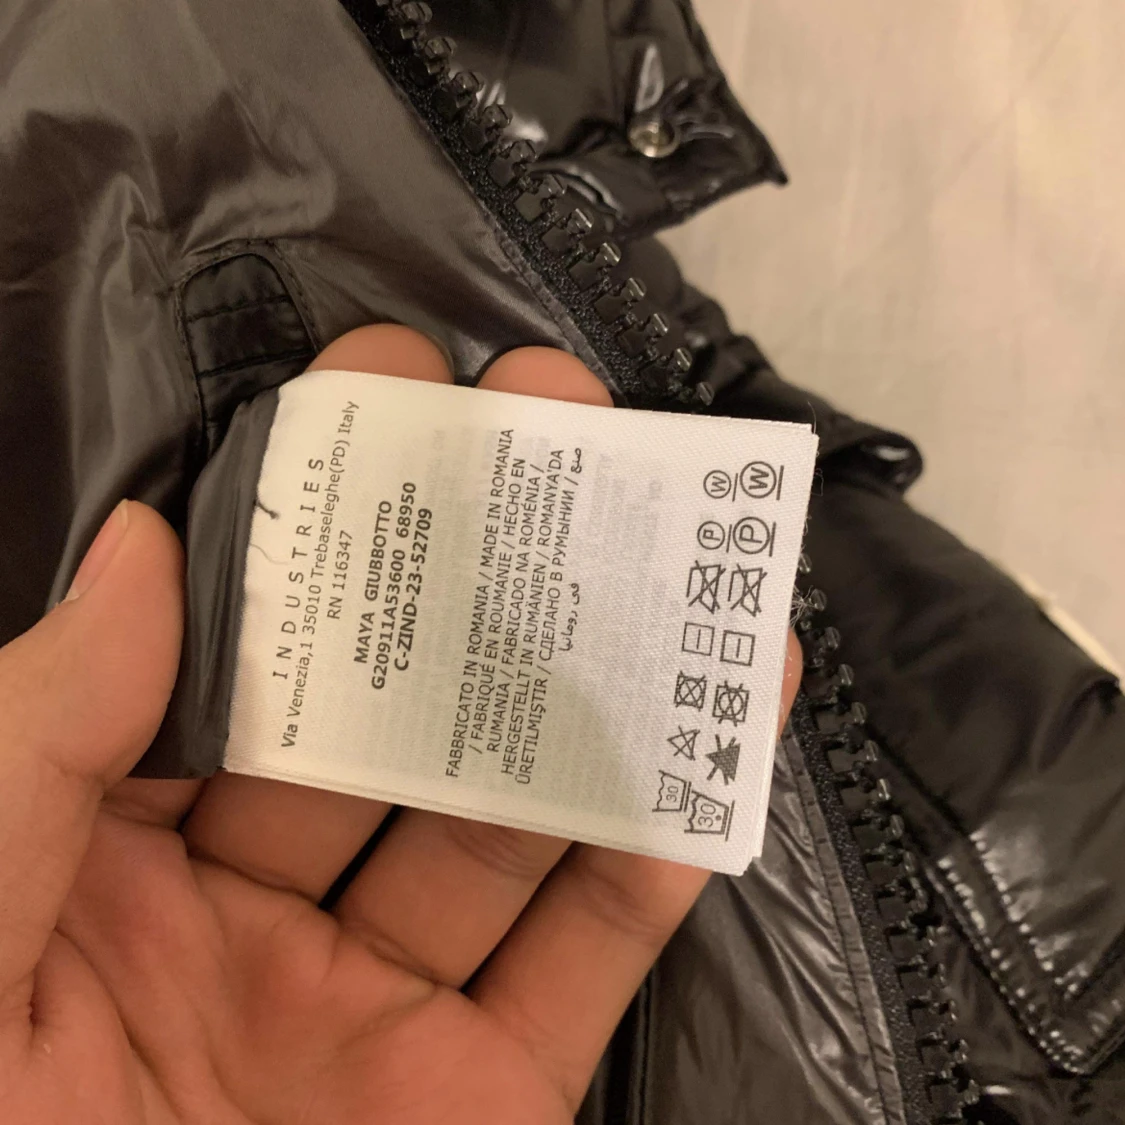 INDUSTRIES
Via Venezia,1 35010 Trebaseleghe(PD) Italy
RN 116347
MAYA GIUBBOTTO
G20911A53600 68950
C-ZIND-23-52709
FABBRICATO IN ROMANIA / MADE IN ROMANIA
/ FABRIQUÉ EN ROUMANIE / HECHO EN
RUMANIA / FABRICADO NA ROMÉNIA /
HERGESTELLT IN RUMÄNIEN / ROMANYA'DA
ÜRETILMIŞTIR / СДЕЛАНО В РУМЫНИИ / صنع
في رومانيا
30 P W
30 P W